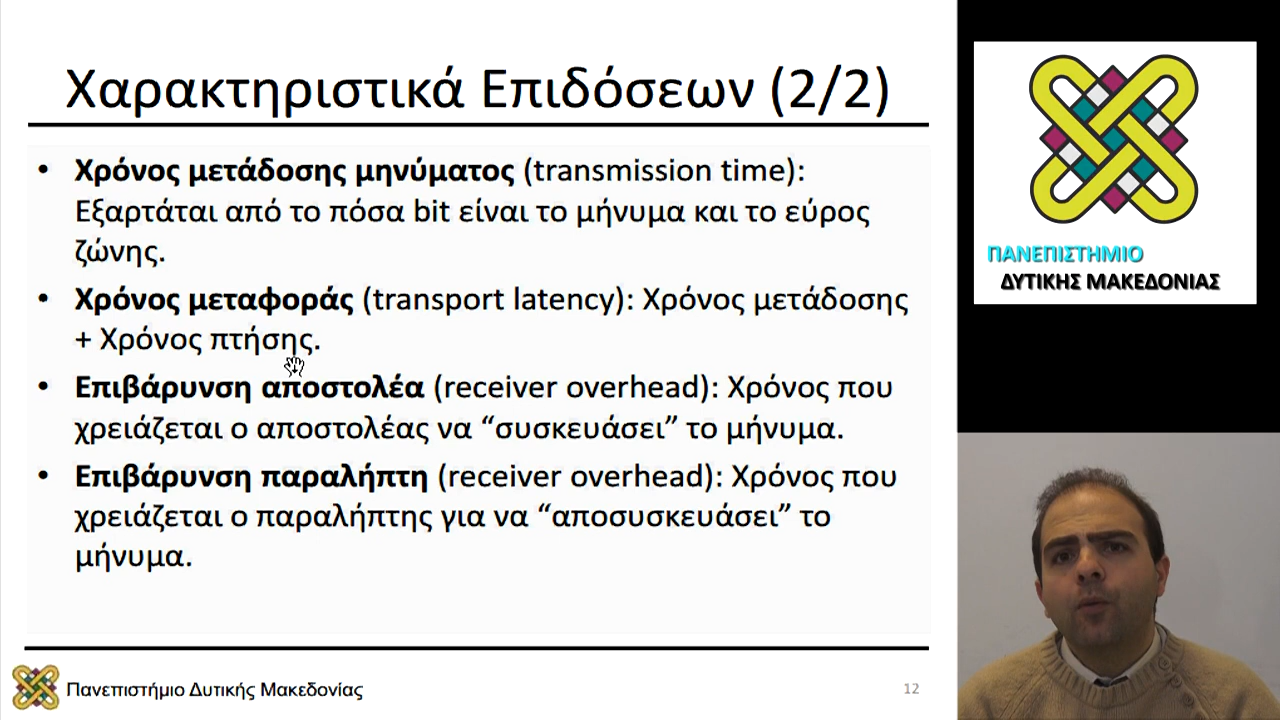 Χαρακτηριστικά Επιδόσεων (2/2)
• Χρόνος μετάδοσης μηνύματος (transmission time):
Εξαρτάται από το πόσα bit είναι το μήνυμα και το εύρος
ζώνης.
• Χρόνος μεταφοράς (transport latency): Χρόνος μετάδοσης
+ Χρόνος πτήσης.
• Επιβάρυνση αποστολέα (receiver overhead): Χρόνος που
χρειάζεται ο αποστολέας να “συσκευάσει” το μήνυμα.
• Επιβάρυνση παραλήπτη (receiver overhead): Χρόνος που
χρειάζεται ο παραλήπτης για να “αποσυσκευάσει” το
μήνυμα.
Πανεπιστήμιο Δυτικής Μακεδονίας
12
ΠΑΝΕΠΙΣΤΗΜΙΟ
ΔΥΤΙΚΗΣ ΜΑΚΕΔΟΝΙΑΣ